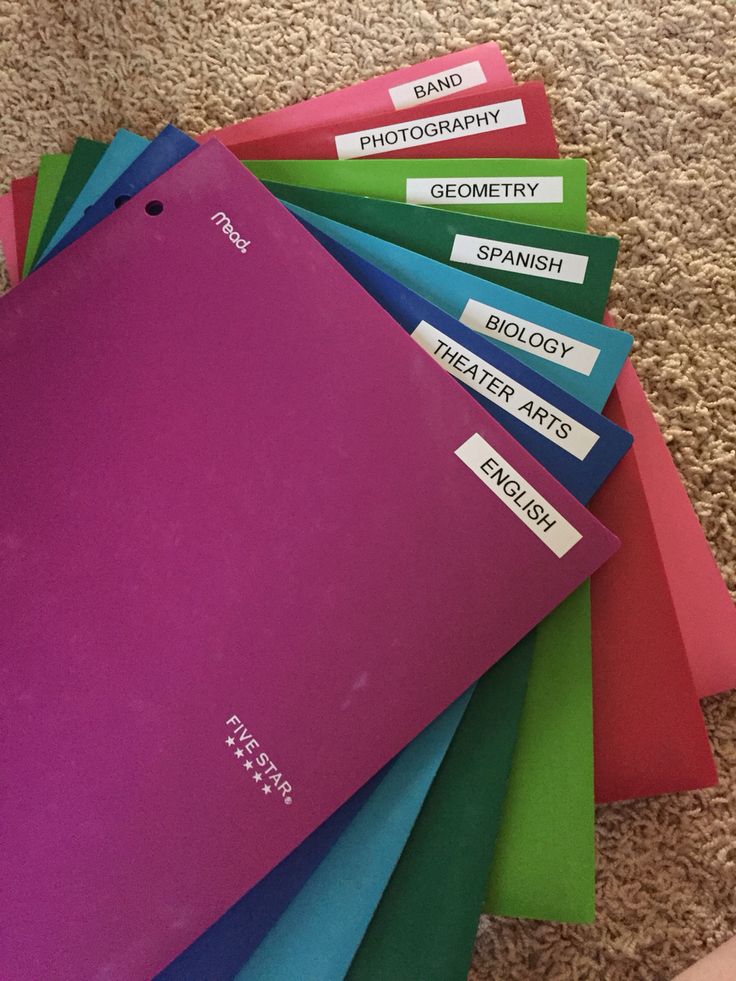 BAND
PHOTOGRAPHY
GEOMETRY
SPANISH
BIOLOGY
THEATER ARTS
ENGLISH
Mead®
FIVE STAR®